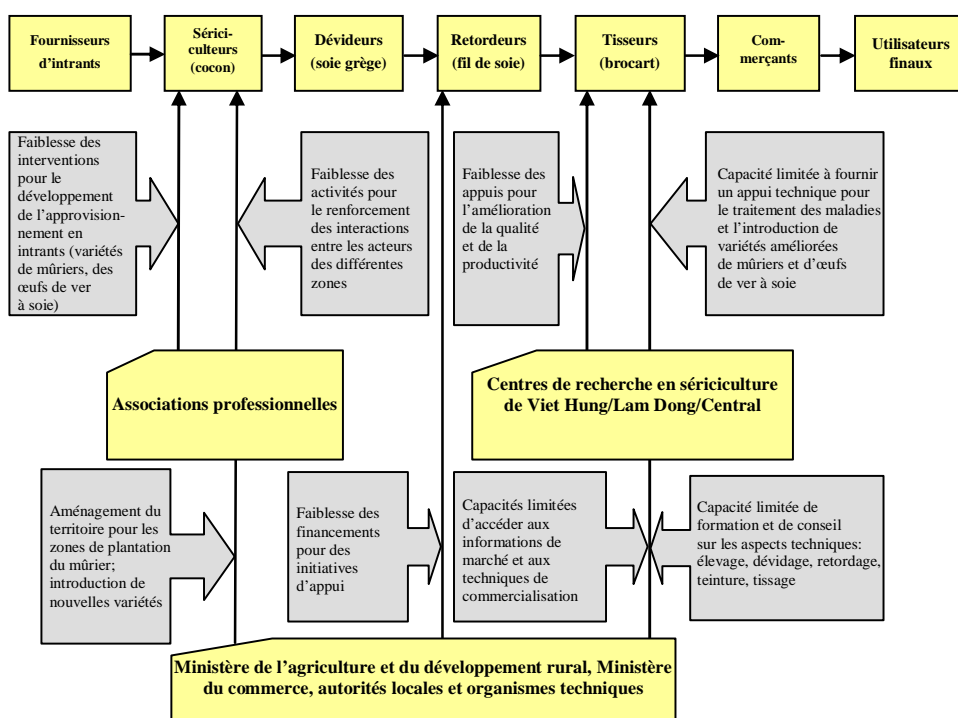 Fournisseurs
d'intrants
Sérici-
culteurs
(cocon)
Dévideurs
(soie grège)
Retordeurs
(fil de soie)
Tisseurs
(brocart)
Com-
merçants
Utilisateurs
finaux
Faiblesse des
interventions
pour le
développement
de l'approvision-
nement en
intrants (variétés
de mûriers, des
œufs de ver
à soie)
Faiblesse des
activités pour
le renforcement
des interactions
entre les acteurs
des différentes
zones
Faiblesse des
appuis pour
l'amélioration
de la qualité
et de la
productivité
Capacité limitée à fournir
un appui technique pour
le traitement des maladies
et l'introduction de
variétés améliorées
de mûriers et d'œufs
de ver à soie
Associations professionnelles
Centres de recherche en sériciculture
de Viet Hung/Lam Dong/Central
Aménagement du
territoire pour les
zones de plantation
du mûrier;
introduction de
nouvelles variétés
Faiblesse des
financements
pour des
initiatives
d'appui
Capacités limitées
d'accéder aux
informations de
marché et aux
techniques de
commercialisation
Capacité limitée de
formation et de conseil
sur les aspects techniques:
élevage, dévidage, retordage,
teinture, tissage
Ministère de l'agriculture et du développement rural, Ministère
du commerce, autorités locales et organismes techniques